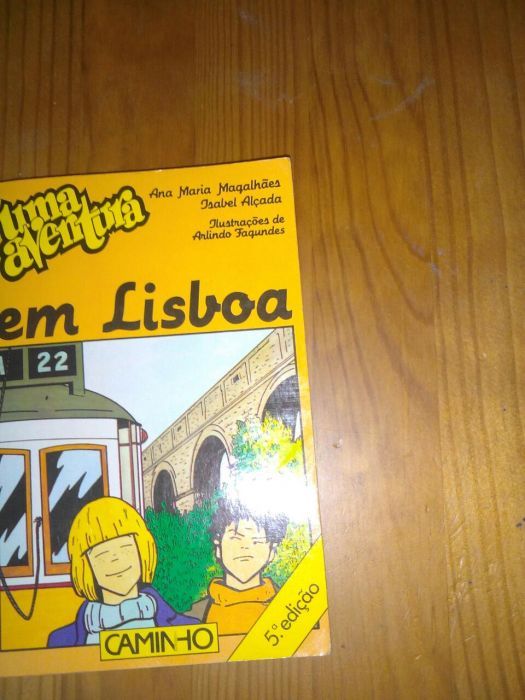 uma
aventura
Ana Maria Magalhães
Isabel Alçada
Ilustrações de
Arlindo Fagundes
em Lisboa
22
5.ª edição
CAMINHO